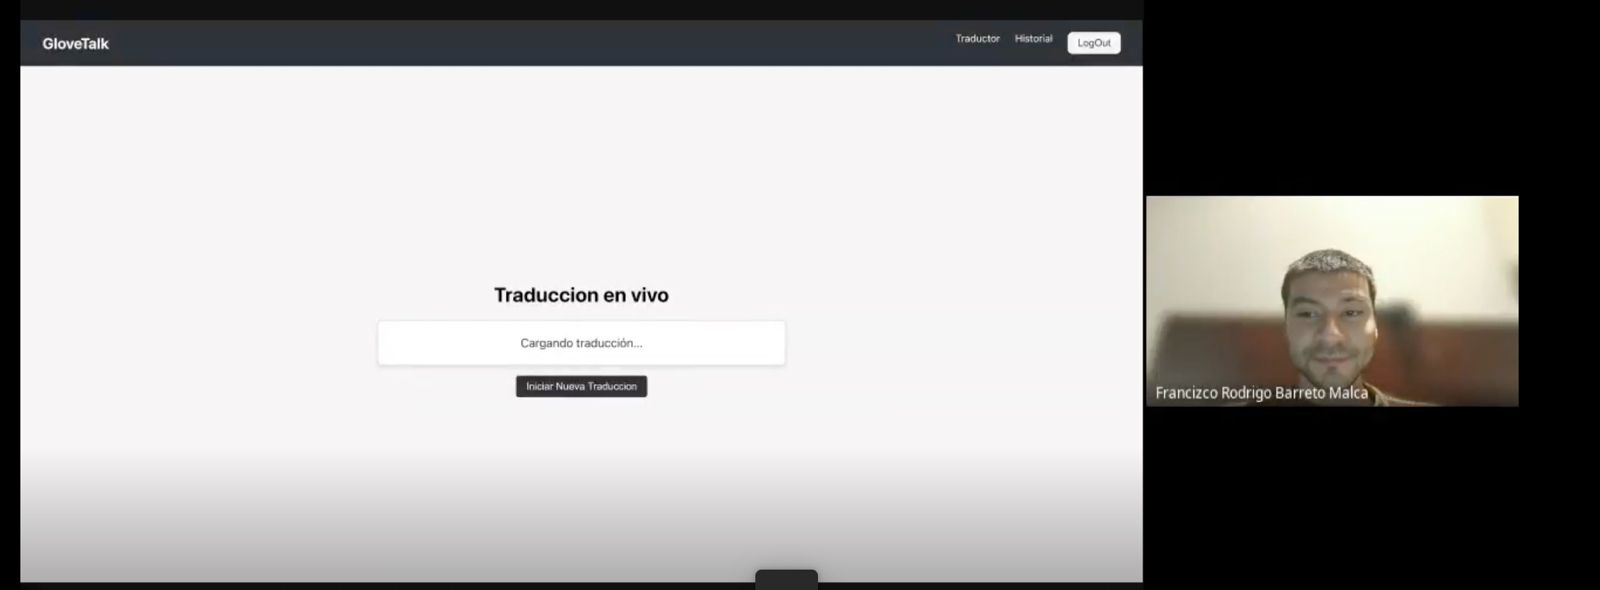 GloveTalk
Traductor Historial LogOut
Traduccion en vivo
Cargando traducción...
Iniciar Nueva Traduccion
Francizco Rodrigo Barreto Malca